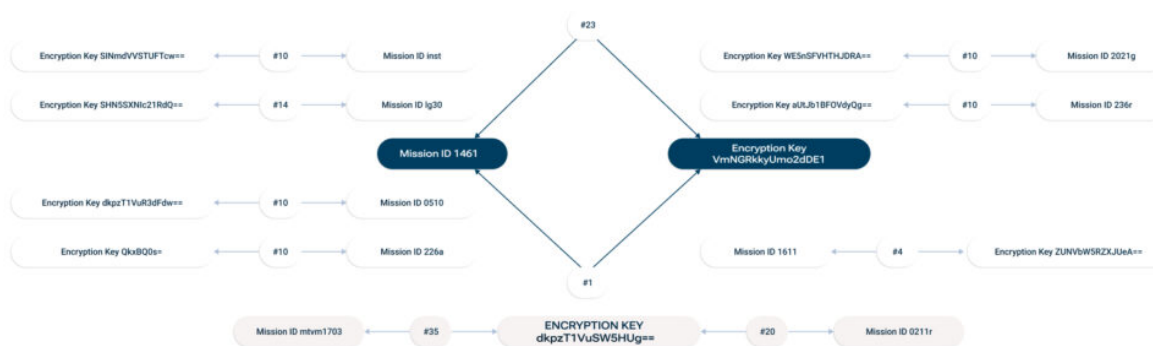 #23
Encryption Key SINmdVVSTUFTcw==
#10
Mission ID inst
Encryption Key WE5nSFVHTHJDRA==
#10
Mission ID 2021g
Encryption Key SHN5SXNIc21RdQ==
#14
Mission ID lg30
Encryption Key aUtJb1BFOVdyQg==
#10
Mission ID 236r
Mission ID 1461
Encryption Key
VmNGRkkyUmo2dDE1
Encryption Key dkpzT1VuR3dFdw==
#10
Mission ID 0510
Encryption Key QkxBQ0s=
#10
Mission ID 226a
Mission ID 1611
#4
Encryption Key ZUNVbW5RZXJUeA==
#1
Mission ID mtvm1703
#35
ENCRYPTION KEY
dkpzT1VuSW5HUg==
#20
Mission ID 0211r